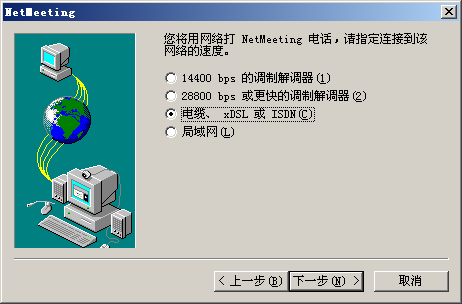 NetMeeting
您将用网络打 NetMeeting 电话，请指定连接到该
网络的速度。
14400 bps 的调制解调器(1)
28800 bps 或更快的调制解调器(2)
电缆、 xDSL 或 ISDN(C)
局域网(L)
< 上一步(B)
下一步(N) >
取消